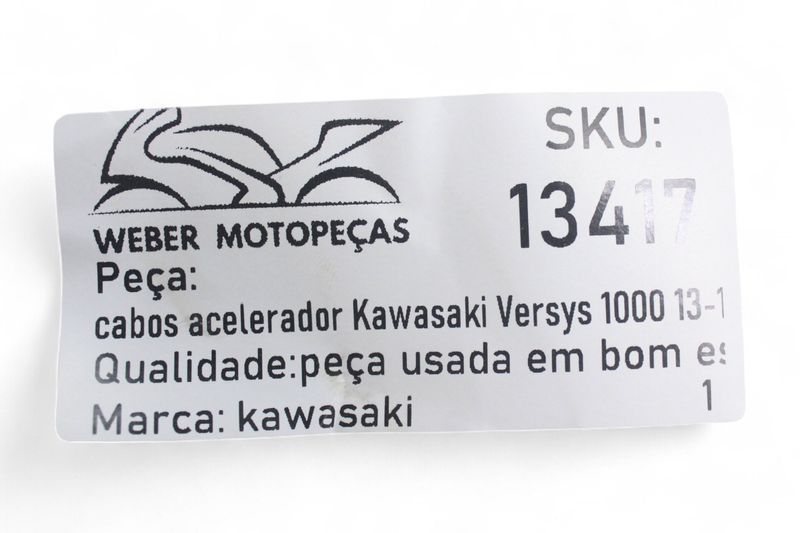 SKU:
13417
WEBER MOTOPEÇAS
Peça:
cabos acelerador Kawasaki Versys 1000 13-1
Qualidade:peça usada em bom es
Marca: kawasaki
1